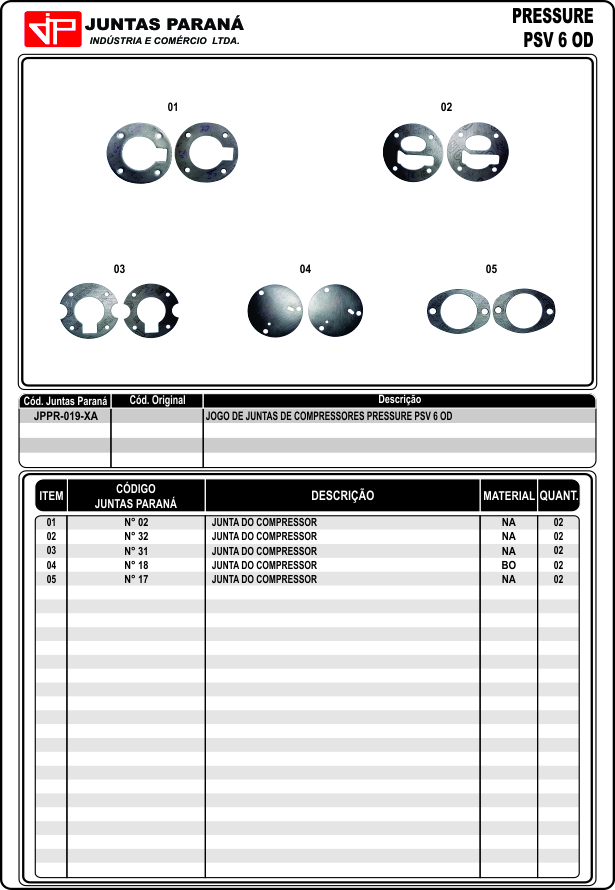 JP
JUNTAS PARANÁ
INDÚSTRIA E COMÉRCIO LTDA.
PRESSURE
PSV 6 OD
01
02
03
04
05
Cód. Juntas Paraná Cód. Original Descrição
JPPR-019-XA JOGO DE JUNTAS DE COMPRESSORES PRESSURE PSV 6 OD
ITEM CÓDIGO JUNTAS PARANÁ DESCRIÇÃO MATERIAL QUANT.
01 N° 02 JUNTA DO COMPRESSOR NA 02
02 N° 32 JUNTA DO COMPRESSOR NA 02
03 N° 31 JUNTA DO COMPRESSOR NA 02
04 N° 18 JUNTA DO COMPRESSOR BO 02
05 N° 17 JUNTA DO COMPRESSOR NA 02